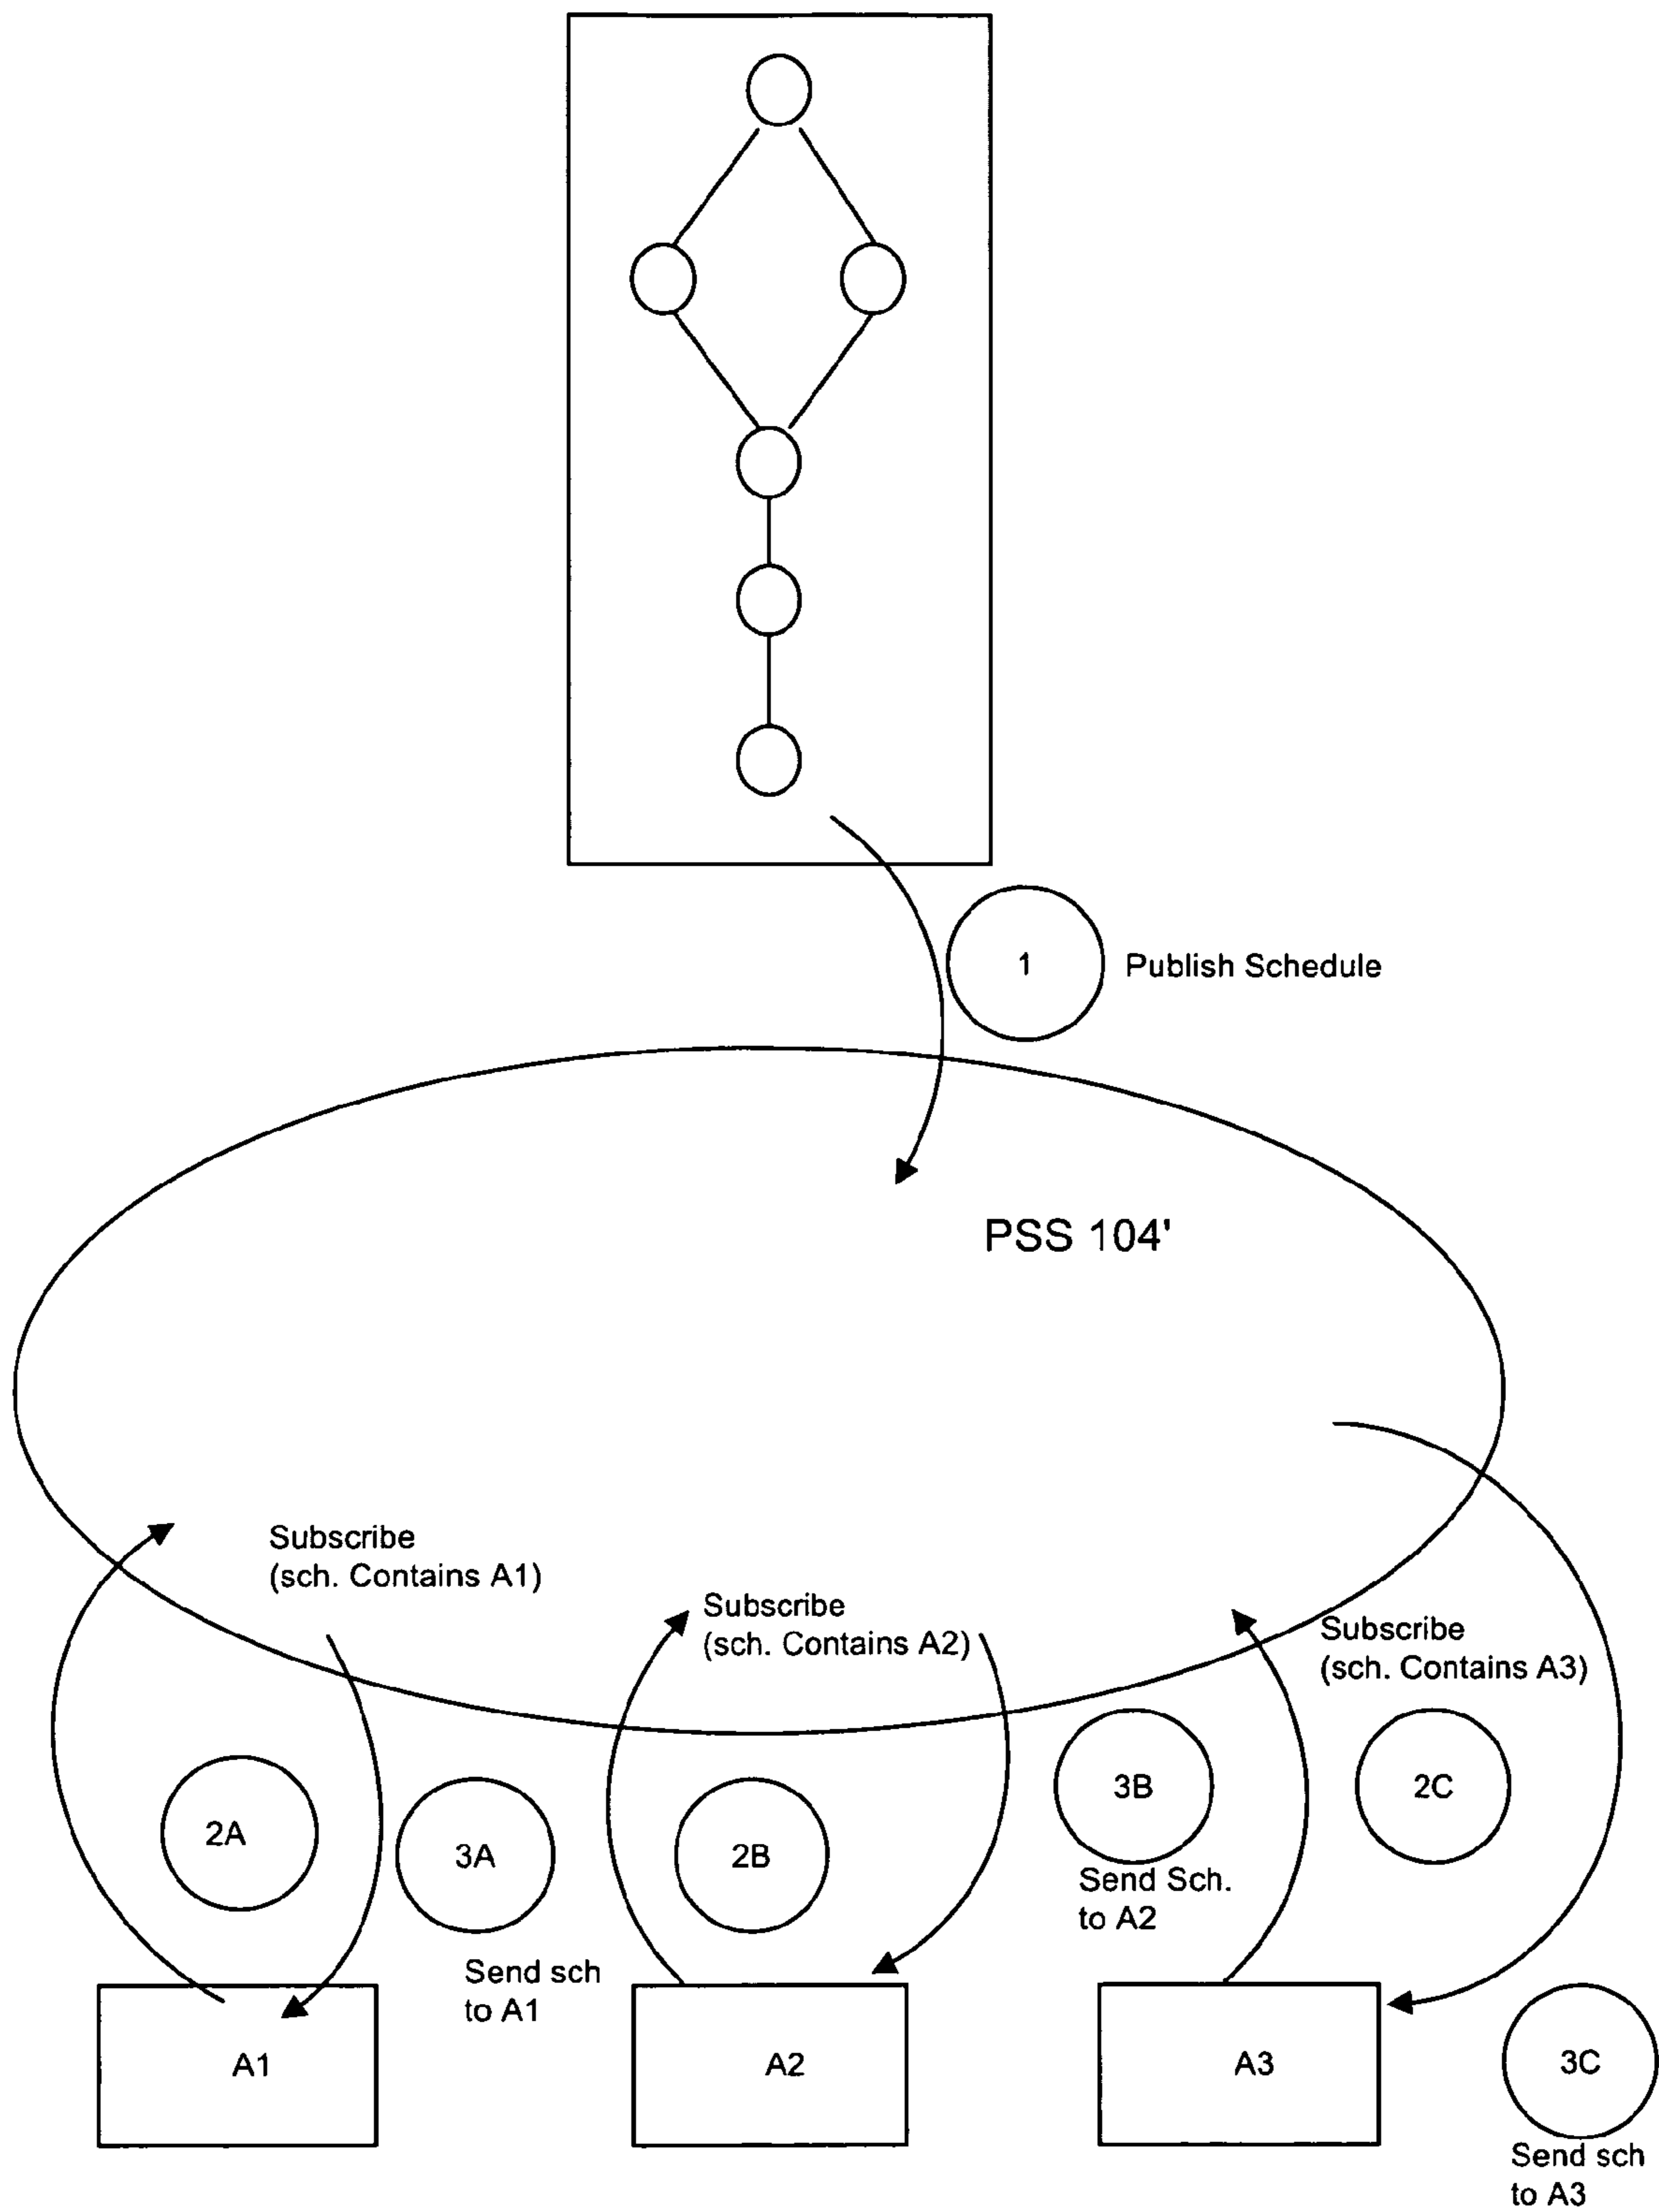 1
Publish Schedule
PSS 104'
Subscribe
(sch. Contains A1)
Subscribe
(sch. Contains A2)
Subscribe
(sch. Contains A3)
2A
3A
2B
3B
2C
Send Sch.
to A2
Send sch
to A1
A1
A2
A3
3C
Send sch
to A3